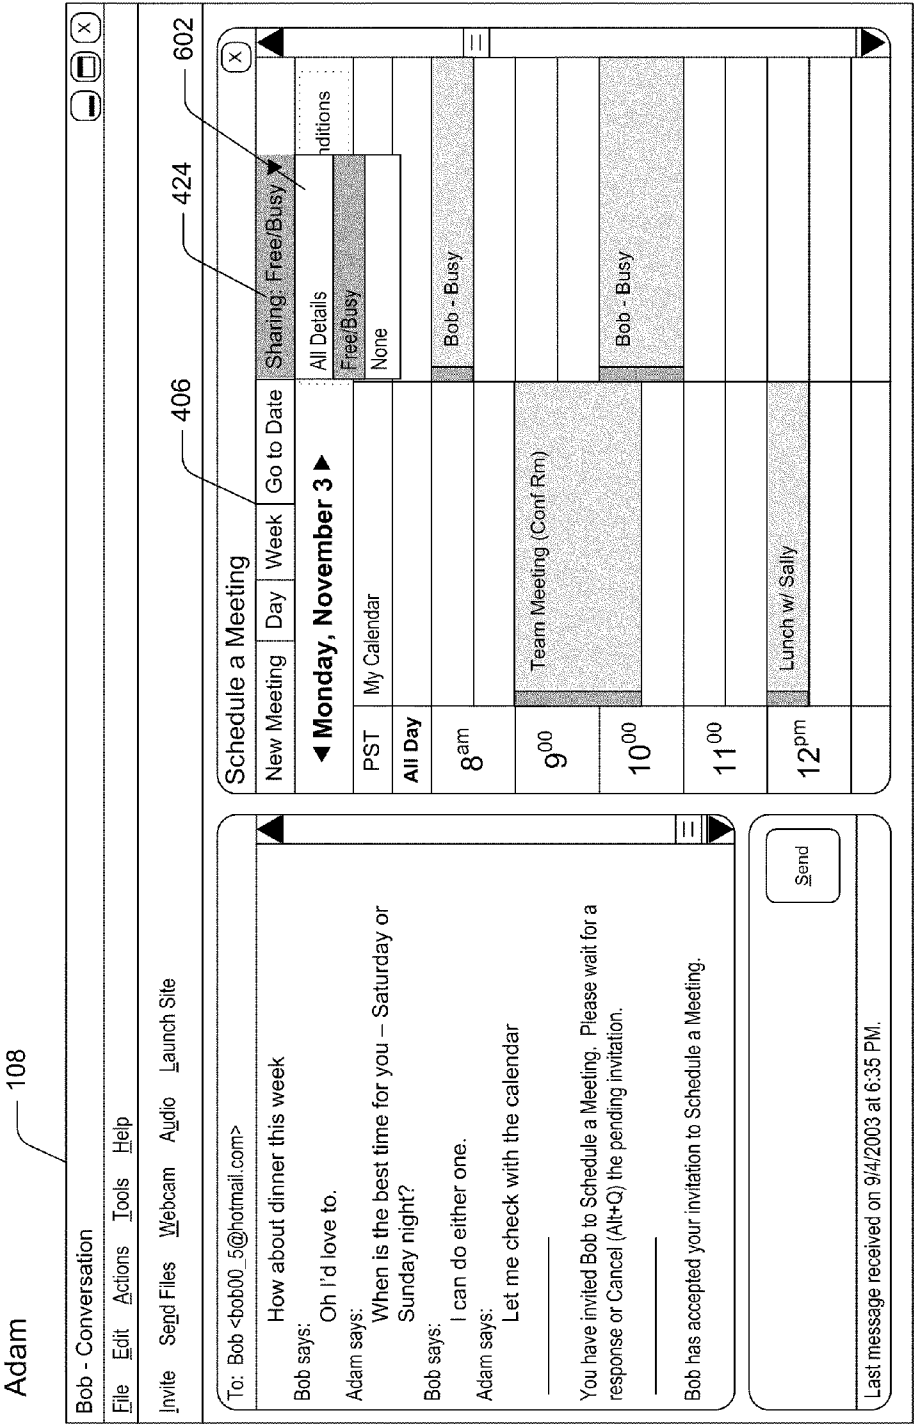 Adam
108
Bob - Conversation
File Edit Actions Tools Help
Invite Send Files Webcam Audio Launch Site
406
424
602
X
To: Bob <bob00_5@hotmail.com>
How about dinner this week
Bob says:
Oh I'd love to.
Adam says:
When is the best time for you – Saturday or
Sunday night?
Bob says:
I can do either one.
Adam says:
Let me check with the calendar
You have invited Bob to Schedule a Meeting. Please wait for a
response or Cancel (Alt+Q) the pending invitation.
Bob has accepted your invitation to Schedule a Meeting.
Send
Last message received on 9/4/2003 at 6:35 PM.
Schedule a Meeting
X
New Meeting Day Week Go to Date Sharing: Free/Busy
Monday, November 3
nditions
All Details
Free/Busy
None
PST My Calendar
All Day
8am
Bob - Busy
900
Team Meeting (Conf Rm)
1000
Bob - Busy
1100
12pm
Lunch w/ Sally